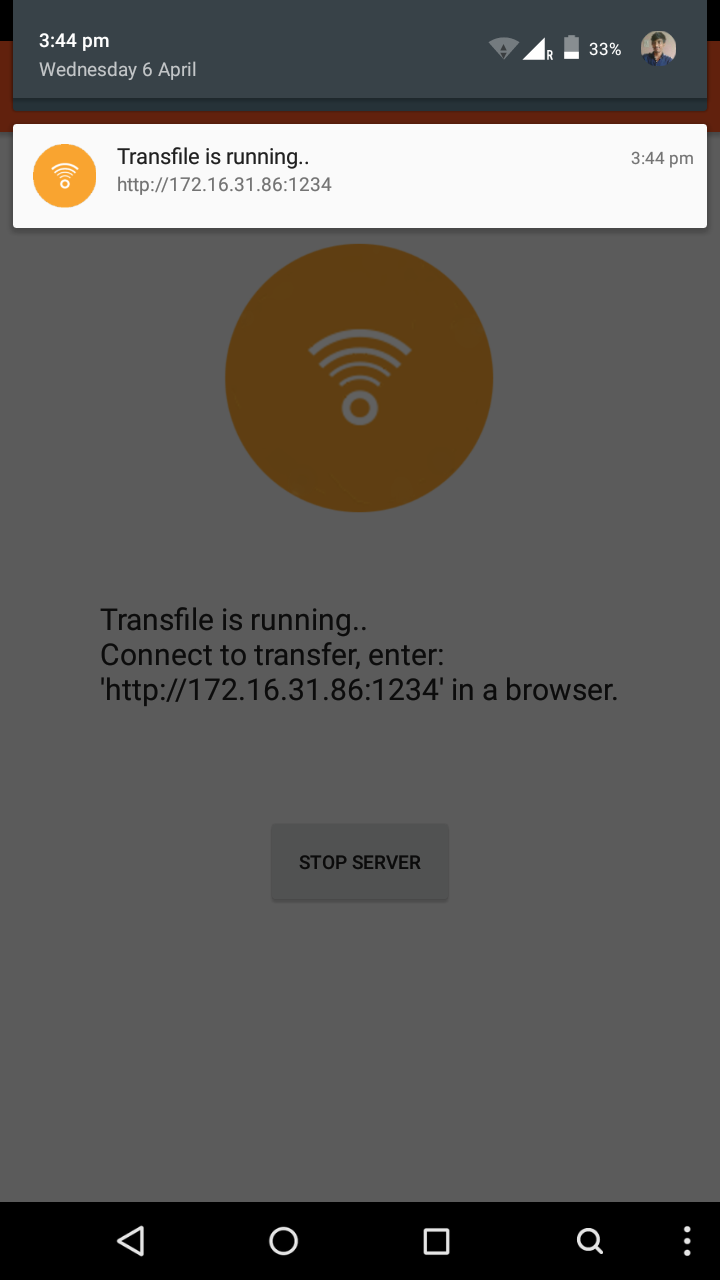 3:44 pm
R
33%
Wednesday 6 April
Transfile is running..
3:44 pm
http://172.16.31.86:1234
Transfile is running..
Connect to transfer, enter:
'http://172.16.31.86:1234' in a browser.
STOP SERVER